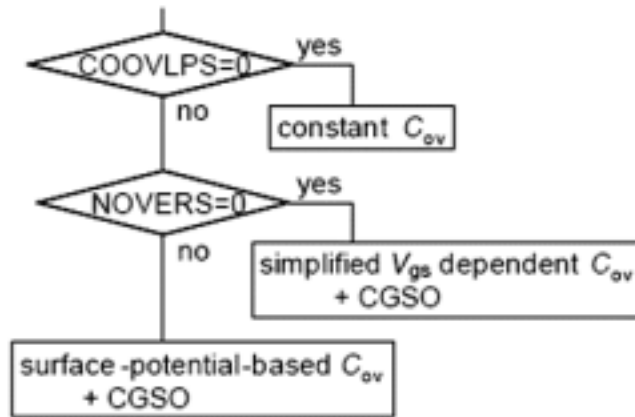 COOVLPS=0
yes
no
constant Cov
NOVERS=0
yes
no
simplified Vgs dependent Cov
+ CGSO
surface-potential-based Cov
+ CGSO